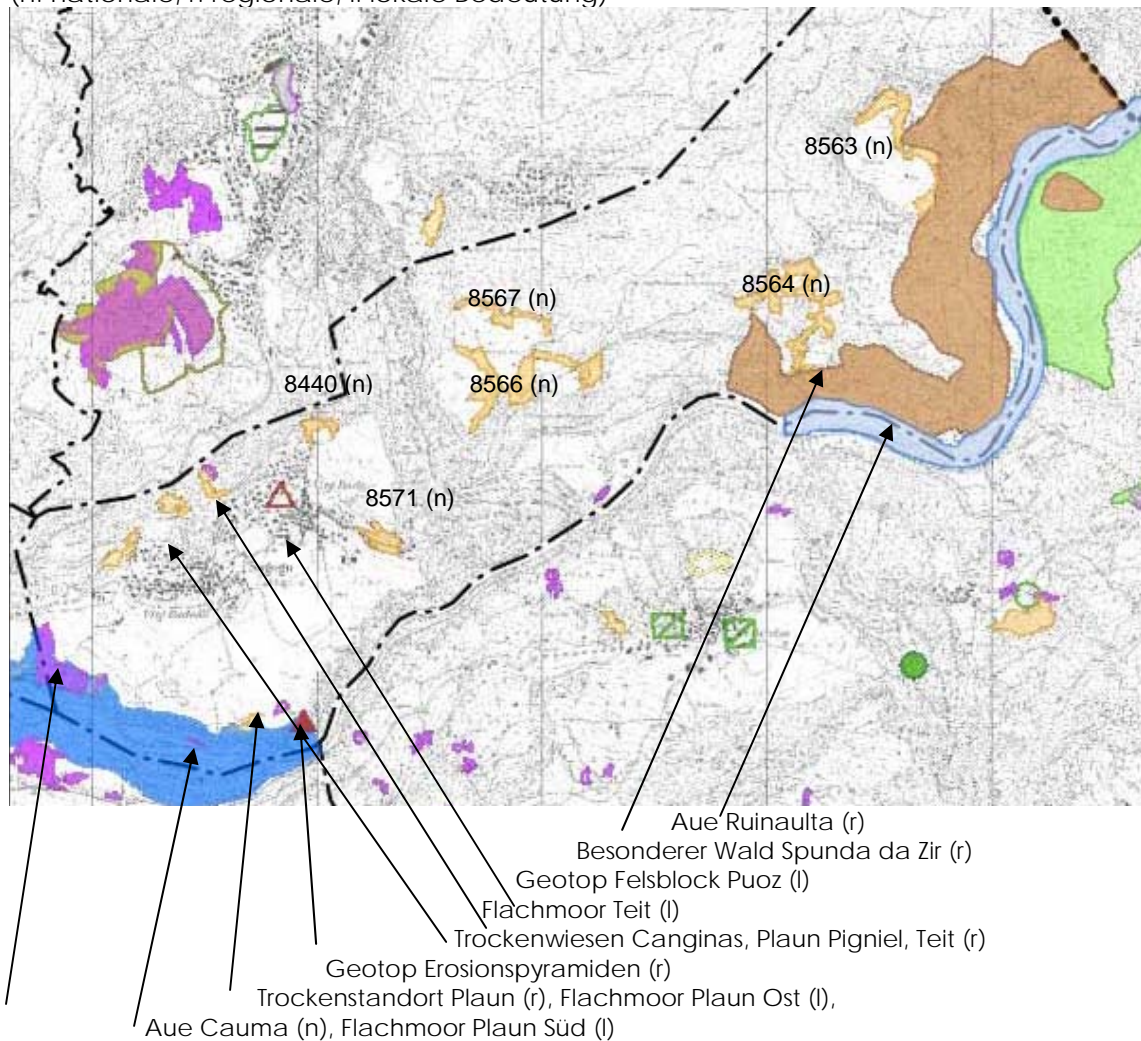 (n: nationale, r: regionale, l: lokale Bedeutung)
8563 (n)
8564 (n)
8567 (n)
8440 (n)
8566 (n)
8571 (n)
Aue Ruinaulta (r)
Besonderer Wald Spunda da Zir (r)
Geotop Felsblock Puoz (l)
Flachmoor Teit (l)
Trockenwiesen Canginas, Plaun Pigniel, Teit (r)
Geotop Erosionspyramiden (r)
Trockenstandort Plaun (r), Flachmoor Plaun Ost (l),
Aue Cauma (n), Flachmoor Plaun Süd (l)